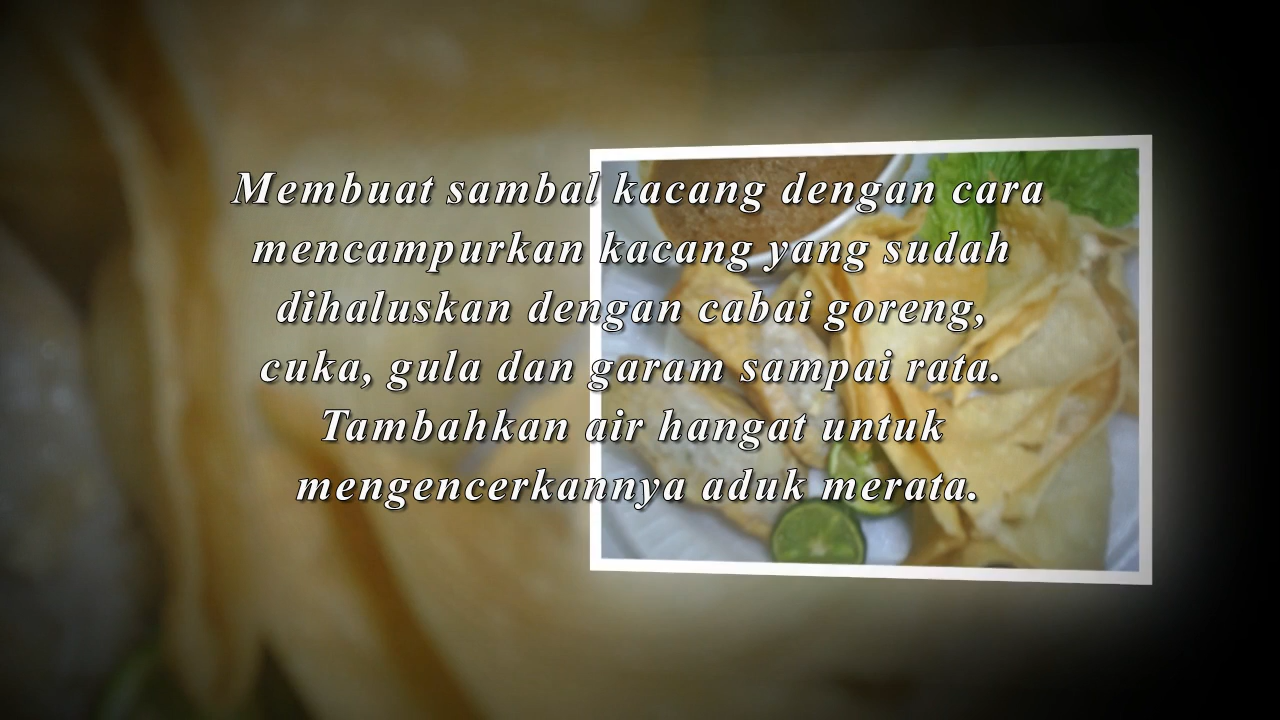 Membuat sambal kacang dengan cara
mencampurkan kacang yang sudah
dihaluskan dengan cabai goreng,
cuka, gula dan garam sampai rata.
Tambahkan air hangat untuk
mengencerkannya aduk merata.